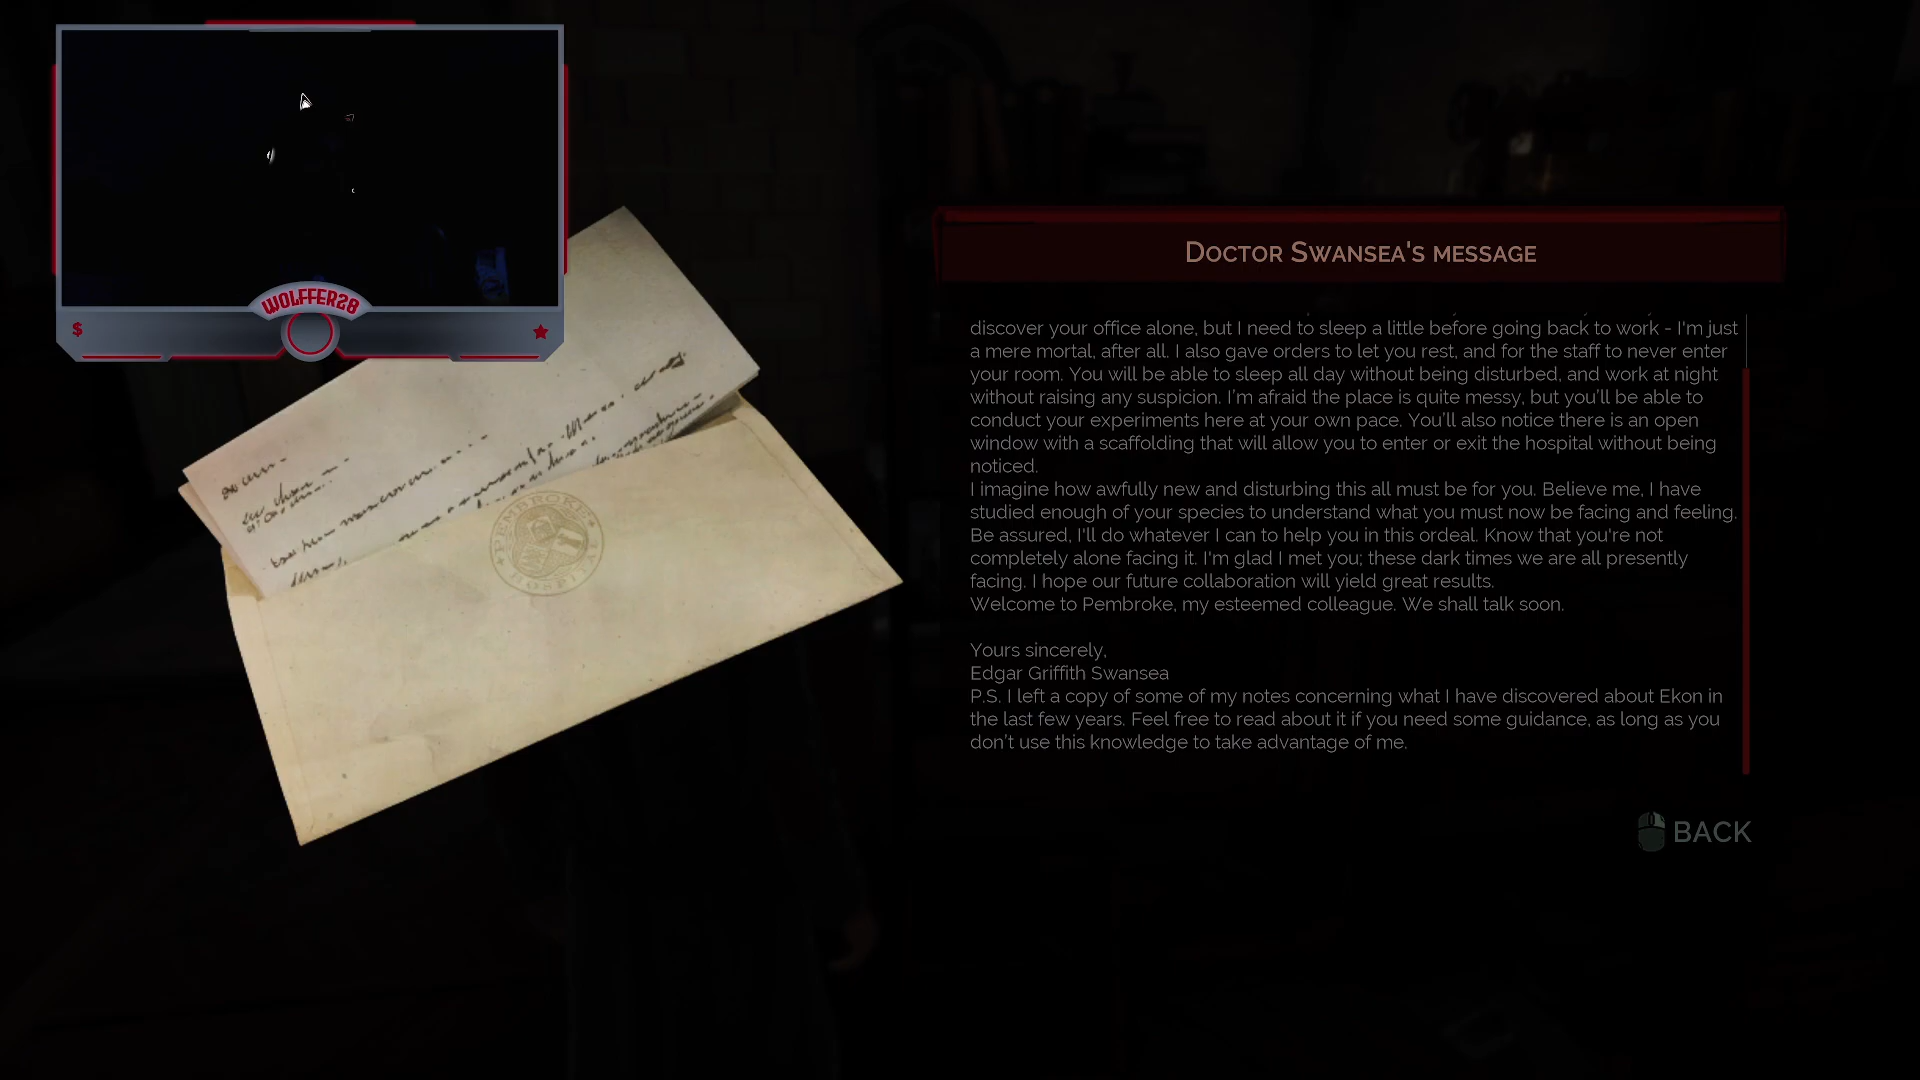 WOLFFER28
$
DOCTOR SWANSEA'S MESSAGE
discover your office alone, but I need to sleep a little before going back to work - I'm just
a mere mortal, after all. I also gave orders to let you rest, and for the staff to never enter
your room. You will be able to sleep all day without being disturbed, and work at night
without raising any suspicion. I'm afraid the place is quite messy, but you'll be able to
conduct your experiments here at your own pace. You'll also notice there is an open
window with a scaffolding that will allow you to enter or exit the hospital without being
noticed.
I imagine how awfully new and disturbing this all must be for you. Believe me, I have
studied enough of your species to understand what you must now be facing and feeling.
Be assured, I'll do whatever I can to help you in this ordeal. Know that you're not
completely alone facing it. I'm glad I met you; these dark times we are all presently
facing. I hope our future collaboration will yield great results.
Welcome to Pembroke, my esteemed colleague. We shall talk soon.
Yours sincerely,
Edgar Griffith Swansea
P.S. I left a copy of some of my notes concerning what I have discovered about Ekon in
the last few years. Feel free to read about it if you need some guidance, as long as you
don't use this knowledge to take advantage of me.
PEMBROKE
HOSPITAL
BACK